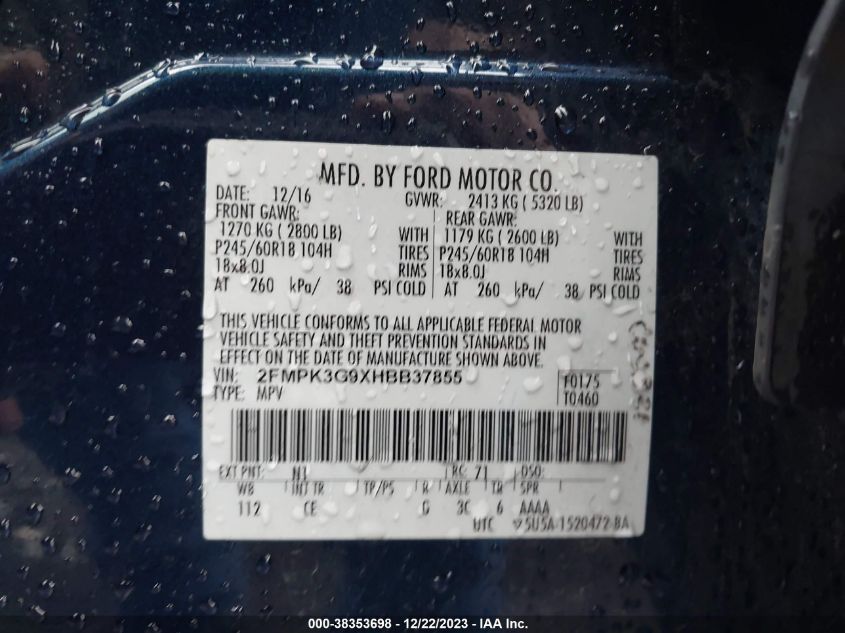 MFD. BY FORD MOTOR CO.
DATE: 12/16 GVWR: 2413 KG ( 5320 LB)
FRONT GAWR: REAR GAWR:
1270 KG ( 2800 LB) WITH 1179 KG ( 2600 LB) WITH
P245/60R18 104H TIRES P245/60R18 104H TIRES
18x8.0J RIMS 18x8.0J RIMS
AT 260 kPa/ 38 PSI COLD AT 260 kPa/ 38 PSI COLD
THIS VEHICLE CONFORMS TO ALL APPLICABLE FEDERAL MOTOR
VEHICLE SAFETY AND THEFT PREVENTION STANDARDS IN
EFFECT ON THE DATE OF MANUFACTURE SHOWN ABOVE.
VIN: 2FMPK3G9XHBB37855 F0175
TYPE: MPV T0460
EXT PNT: N1 RC: 71 DSO:
WB INT TR TP/PS R AXLE TR SPR
112 CE G 3C 6 AAAA
UTC 5U5A-1520472-BA
000-38353698 - 12/22/2023 - IAA Inc.